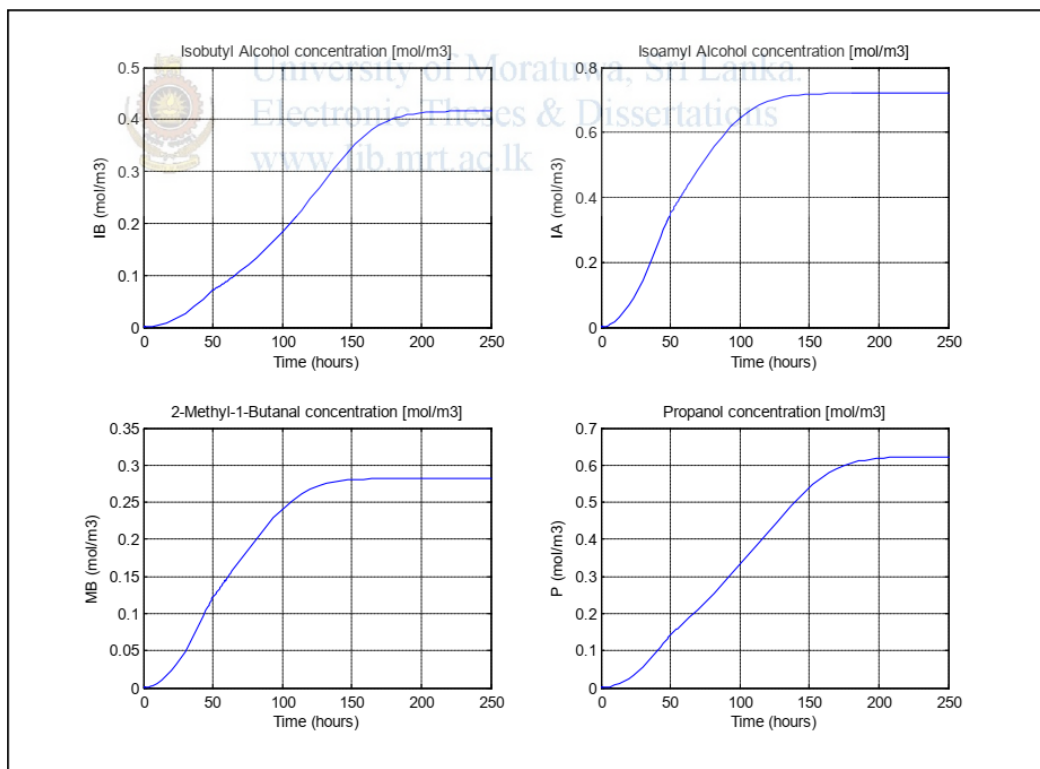 Isobutyl Alcohol concentration [mol/m3]
0.5
0.4
0.3
0.2
0.1
0
IB (mol/m3)
0 50 100 150 200 250
Time (hours)
Isoamyl Alcohol concentration [mol/m3]
0.8
0.6
0.4
0.2
0
IA (mol/m3)
0 50 100 150 200 250
Time (hours)
University of Moratuwa, Sri Lanka.
Electronic Theses & Dissertations
www.lib.mrt.ac.lk
2-Methyl-1-Butanal concentration [mol/m3]
0.35
0.3
0.25
0.2
0.15
0.1
0.05
0
MB (mol/m3)
0 50 100 150 200 250
Time (hours)
Propanol concentration [mol/m3]
0.7
0.6
0.5
0.4
0.3
0.2
0.1
0
P (mol/m3)
0 50 100 150 200 250
Time (hours)